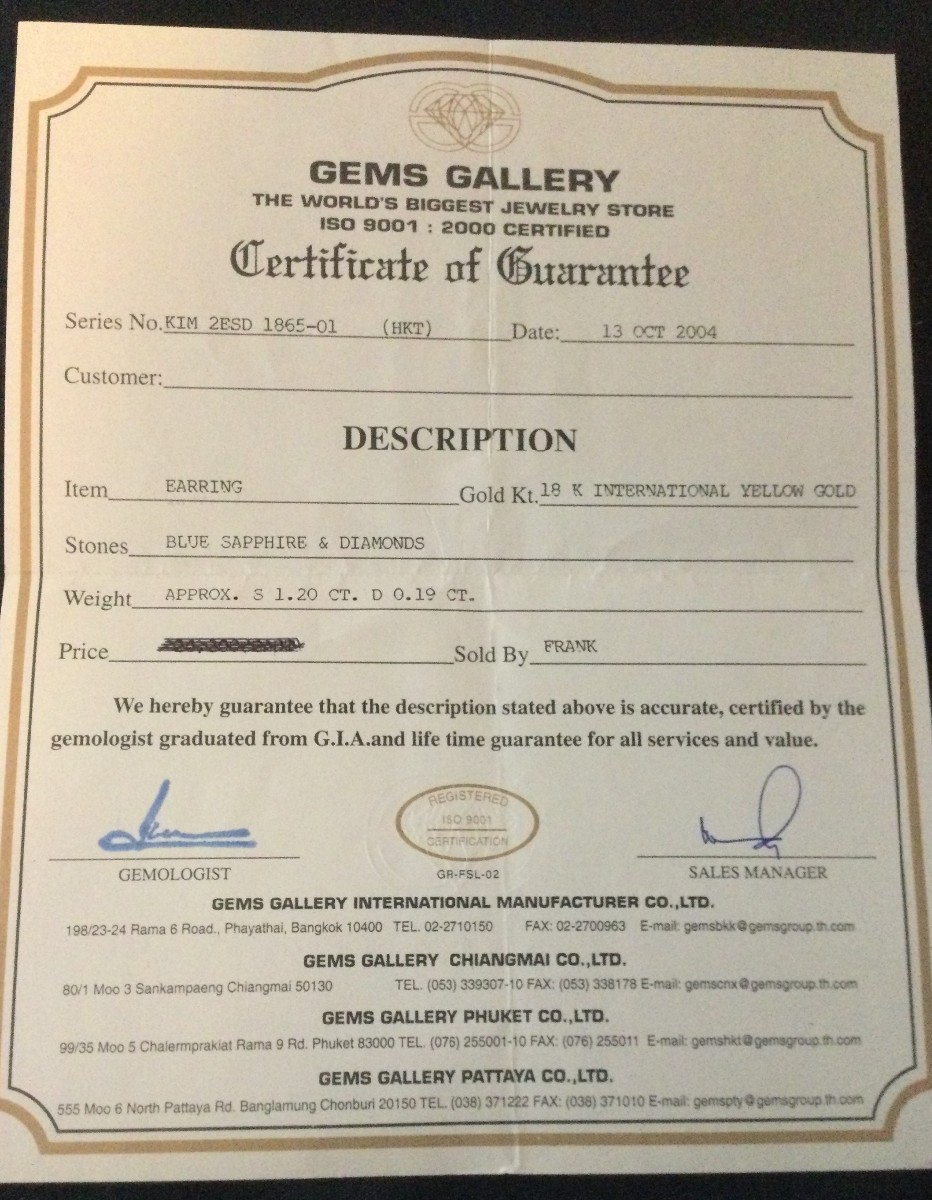 GEMS GALLERY
THE WORLD'S BIGGEST JEWELRY STORE
ISO 9001 : 2000 CERTIFIED
Certificate of Guarantee
Series No. KIM 2ESD 1865-01 (HKT) Date: 13 OCT 2004
Customer:
DESCRIPTION
Item EARRING Gold Kt. 18 K INTERNATIONAL YELLOW GOLD
Stones BLUE SAPPHIRE & DIAMONDS
Weight APPROX. S 1.20 CT. D 0.19 CT.
Price Sold By FRANK
We hereby guarantee that the description stated above is accurate, certified by the
gemologist graduated from G.I.A.and life time guarantee for all services and value.
REGISTERED
ISO 9001
CERTIFICATION
GEMOLOGIST GR-FSL-02 SALES MANAGER
GEMS GALLERY INTERNATIONAL MANUFACTURER CO.,LTD.
198/23-24 Rama 6 Road., Phayathai, Bangkok 10400 TEL. 02-2710150 FAX: 02-2700963 E-mail: gemsbkk@gemsgroup.th.com
GEMS GALLERY CHIANGMAI CO.,LTD.
80/1 Moo 3 Sankampaeng Chiangmai 50130 TEL. (053) 339307-10 FAX: (053) 338178 E-mail: gemscnx@gemsgroup.th.com
GEMS GALLERY PHUKET CO.,LTD.
99/35 Moo 5 Chalermprakiat Rama 9 Rd. Phuket 83000 TEL. (076) 255001-10 FAX: (076) 255011 E-mail: gemshkt@gemsgroup.th.com
GEMS GALLERY PATTAYA CO.,LTD.
555 Moo 6 North Pattaya Rd. Banglamung Chonburi 20150 TEL. (038) 371222 FAX: (038) 371010 E-mail: gemspty@gemsgroup.th.com